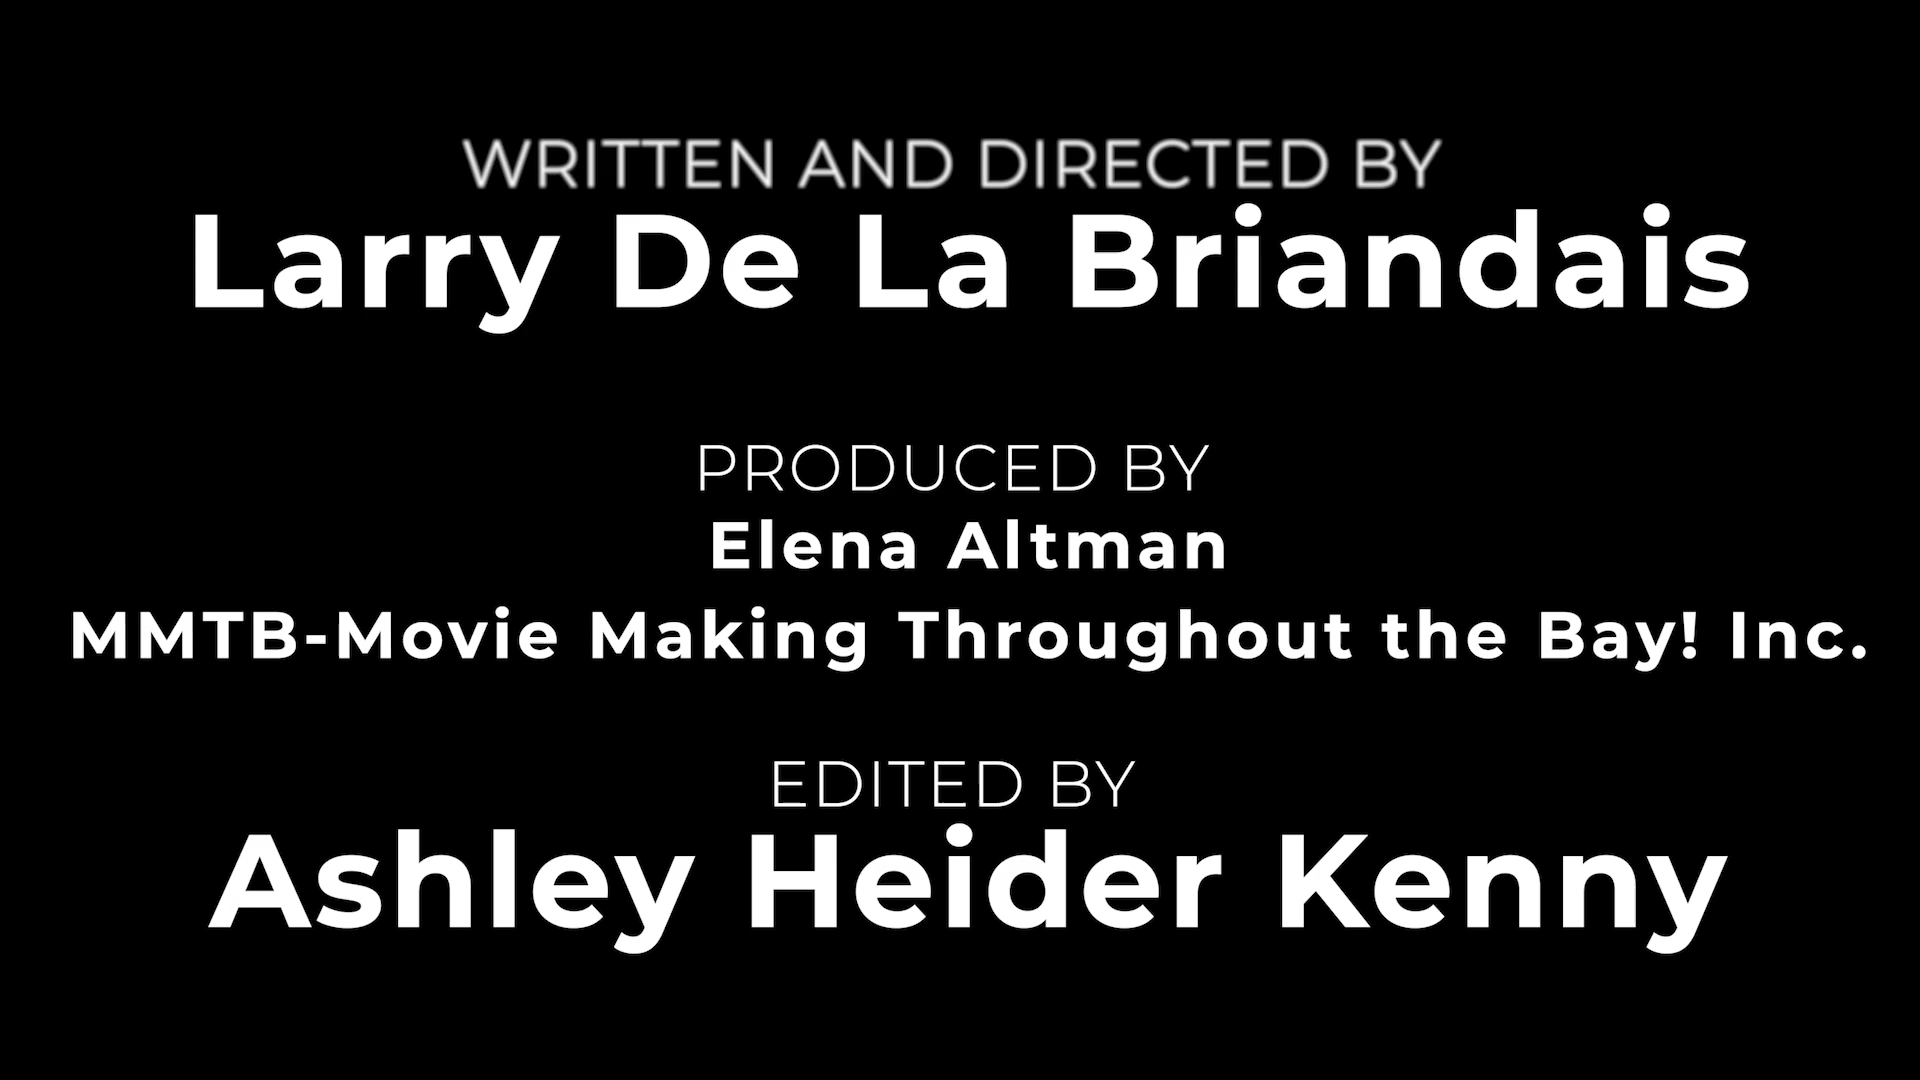 WRITTEN AND DIRECTED BY
Larry De La Briandais
PRODUCED BY
Elena Altman
MMTB-Movie Making Throughout the Bay! Inc.
EDITED BY
Ashley Heider Kenny